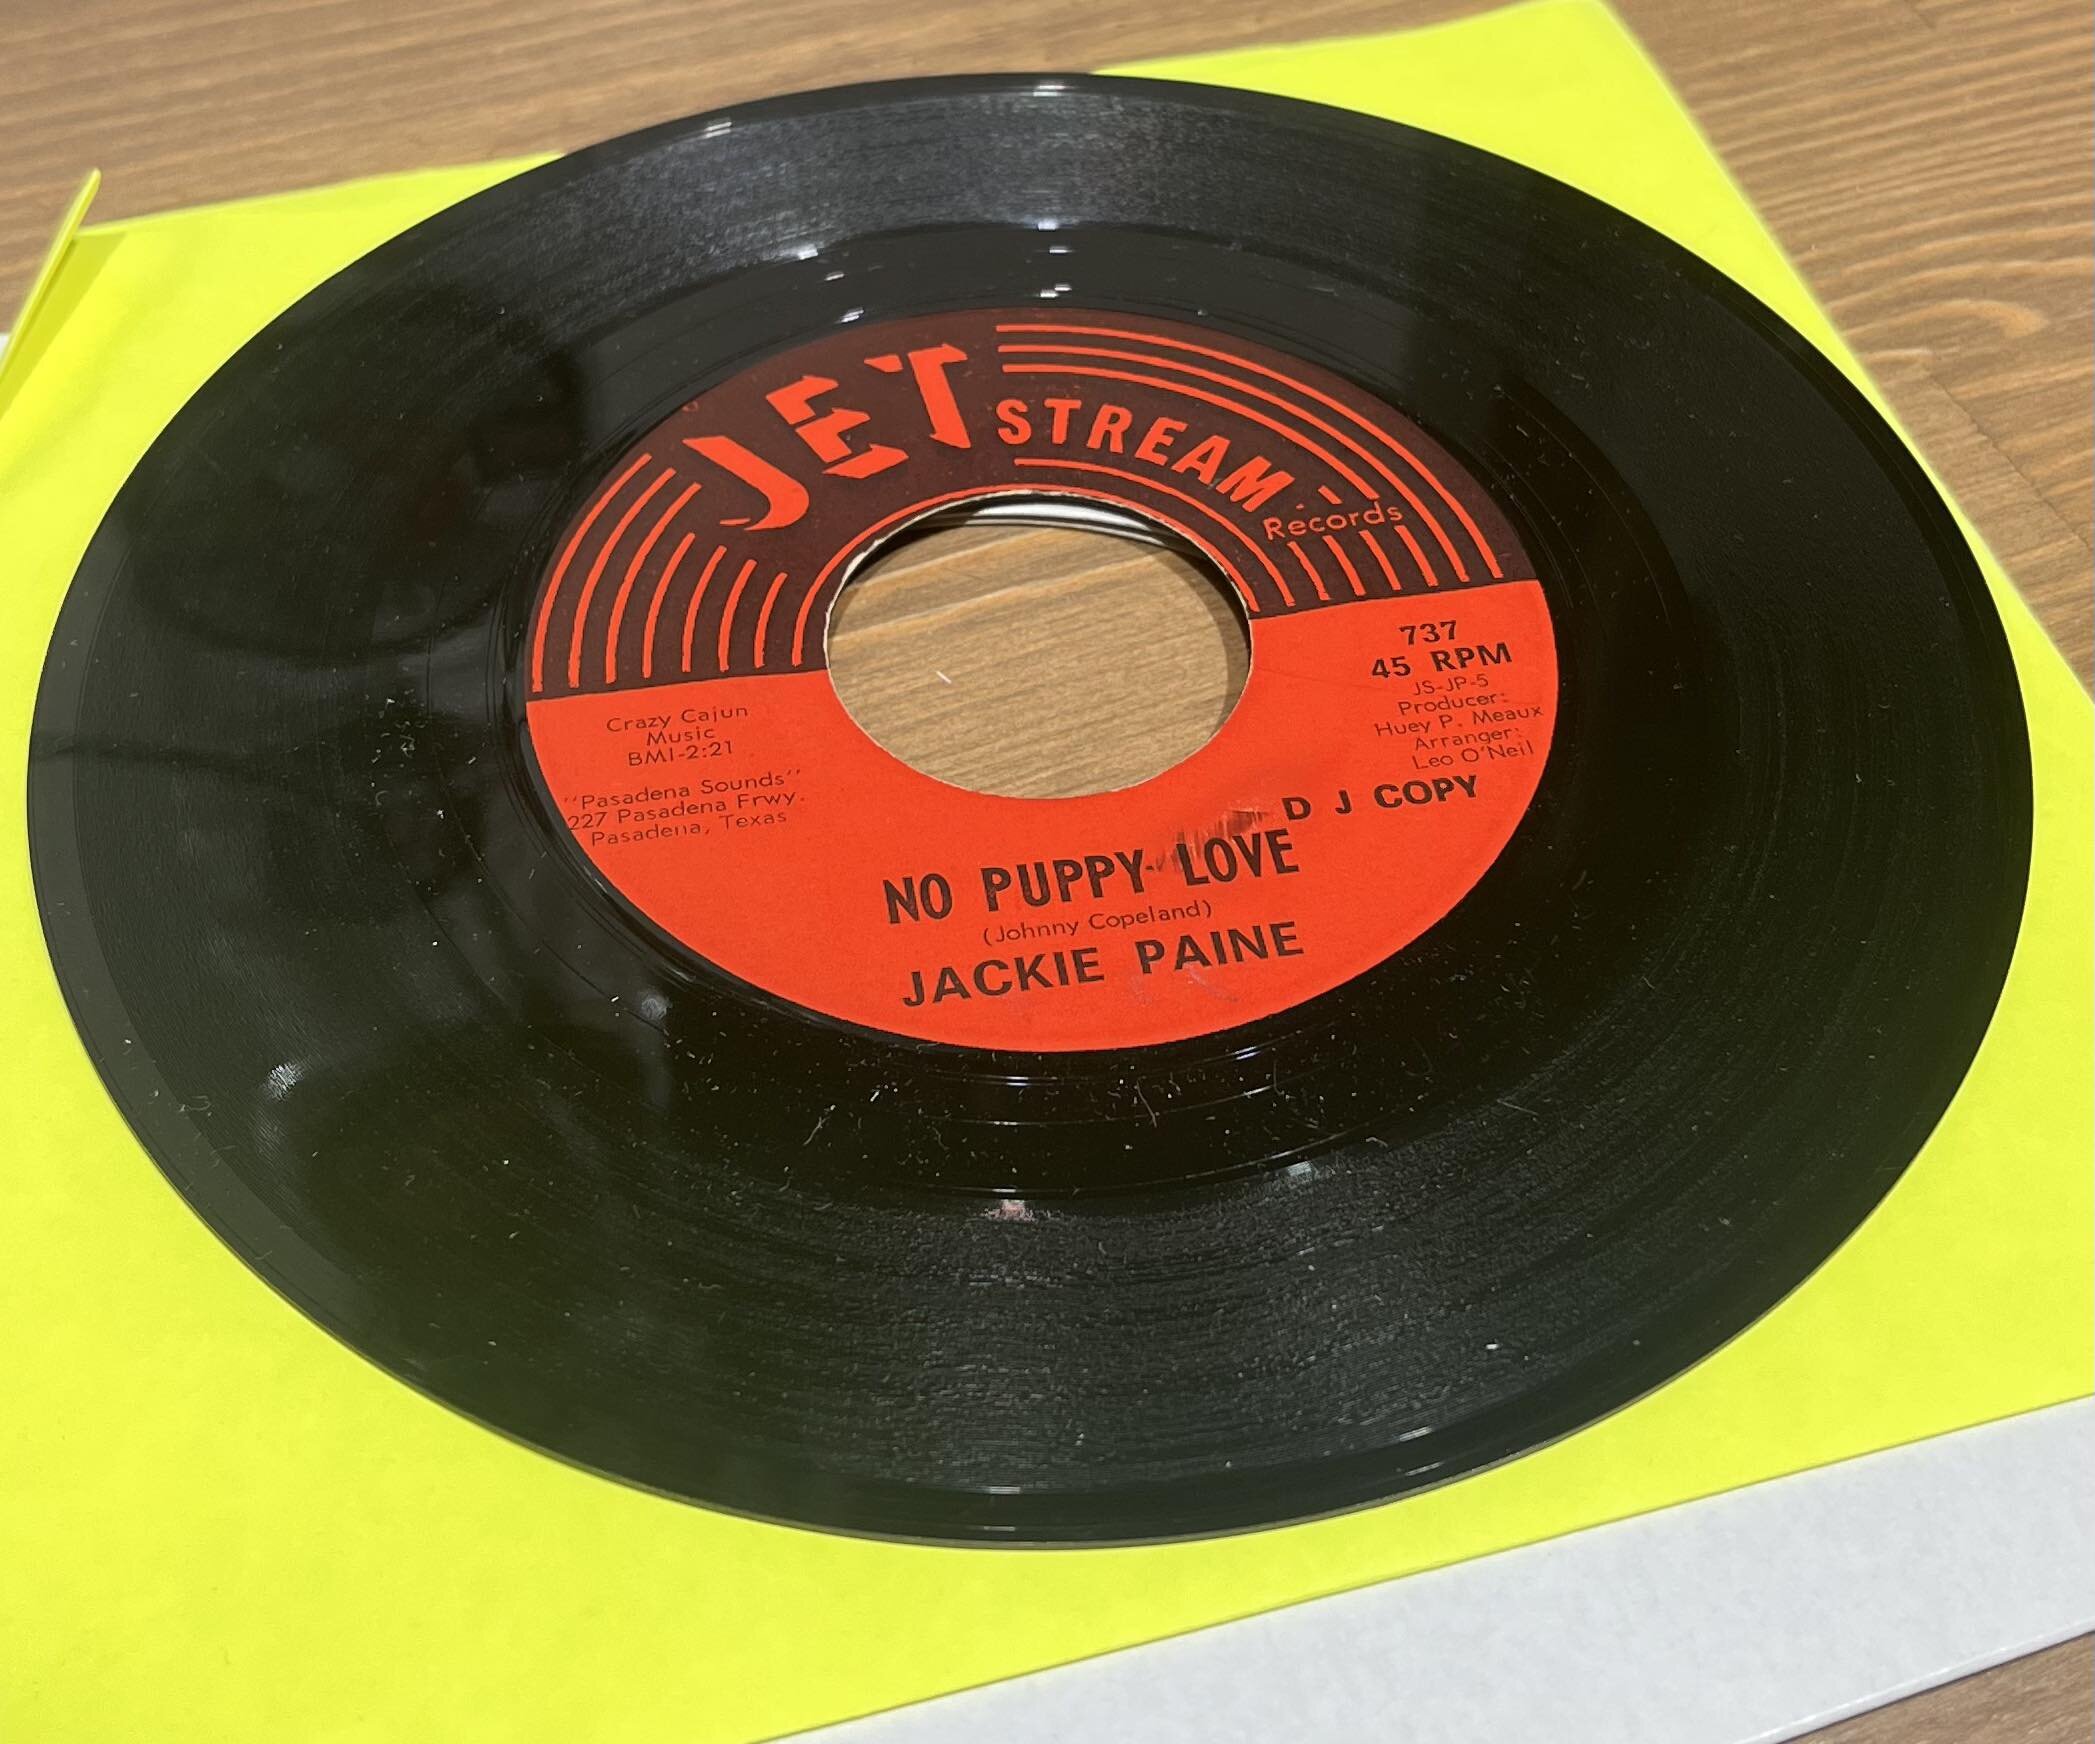 JET STREAM
Records
737
45 RPM
JS-JP-5
Producer:
Huey P. Meaux
Arranger:
Leo O'Neil
D J COPY
Crazy Cajun
Music
BMI-2:21
"Pasadena Sounds"
227 Pasadena Frwy.
Pasadena, Texas
NO PUPPY LOVE
(Johnny Copeland)
JACKIE PAINE